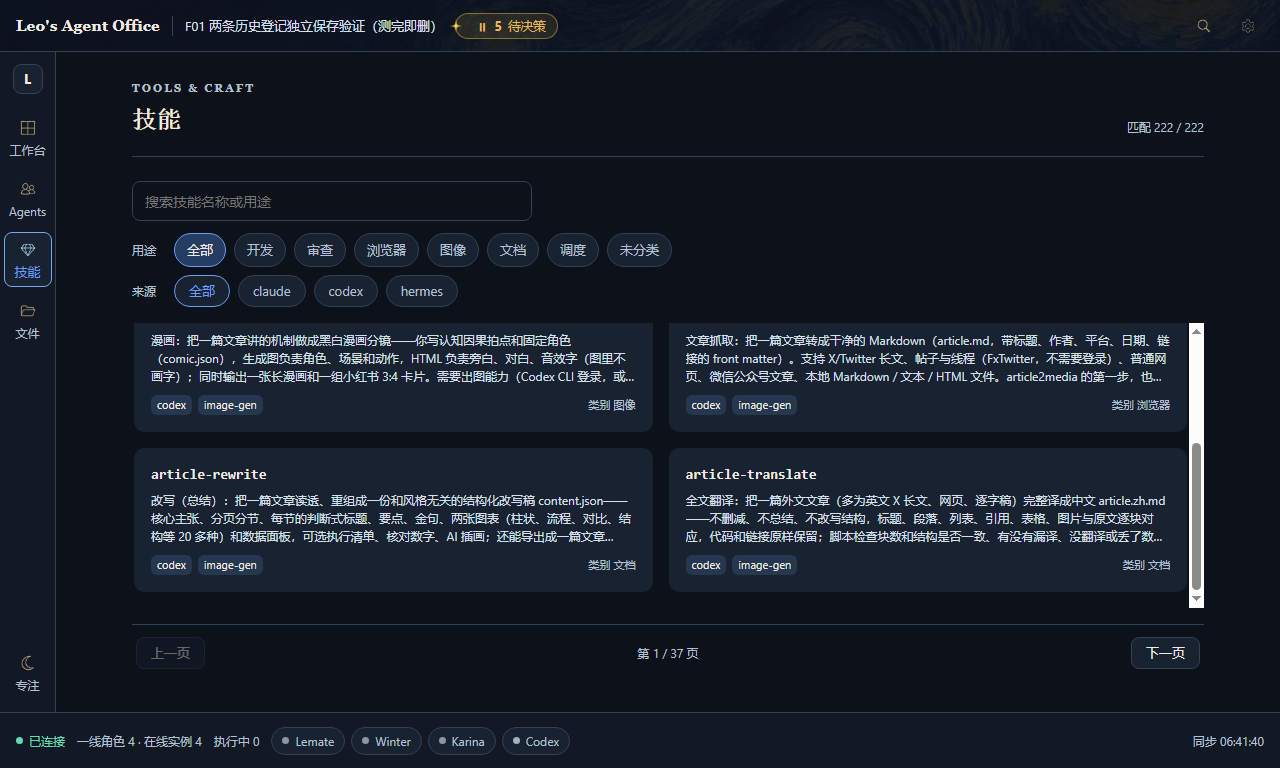 Leo's Agent Office
F01 两条历史登记独立保存验证（测完即删）
5 待决策
L
工作台
Agents
技能
文件
专注
TOOLS & CRAFT
技能
匹配 222 / 222
搜索技能名称或用途
用途 全部 开发 审查 浏览器 图像 文档 调度 未分类
来源 全部 claude codex hermes
漫画：把一篇文章讲的机制做成黑白漫画分镜——你写认知因果拍点和固定角色
（comic.json），生成图负责角色、场景和动作，HTML 负责旁白、对白、音效字（图里不
画字）；同时输出一张长漫画和一组小红书 3:4 卡片。需要出图能力（Codex CLI 登录，或...
codex image-gen 类别 图像
文章抓取：把一篇文章转成干净的 Markdown（article.md，带标题、作者、平台、日期、链
接的 front matter）。支持 X/Twitter 长文、帖子与线程（FxTwitter，不需要登录）、普通网
页、微信公众号文章、本地 Markdown / 文本 / HTML 文件。article2media 的第一步，也...
codex image-gen 类别 浏览器
article-rewrite
改写（总结）：把一篇文章读透、重组成一份和风格无关的结构化改写稿 content.json——
核心主张、分页分节、每节的判断式标题、要点、金句、两张图表（柱状、流程、对比、结
构等 20 多种）和数据面板，可选执行清单、核对数字、AI 插画；还能导出成一篇文章...
codex image-gen 类别 文档
article-translate
全文翻译：把一篇外文文章（多为英文 X 长文、网页、逐字稿）完整译成中文 article.zh.md
——不删减、不总结、不改写结构，标题、段落、列表、引用、表格、图片与原文逐块对
应，代码和链接原样保留；脚本检查块数和结构是否一致、有没有漏译、没翻译或丢了数...
codex image-gen 类别 文档
上一页
第 1 / 37 页
下一页
已连接 一线角色 4 · 在线实例 4 执行中 0 Lemate Winter Karina Codex
同步 06:41:40